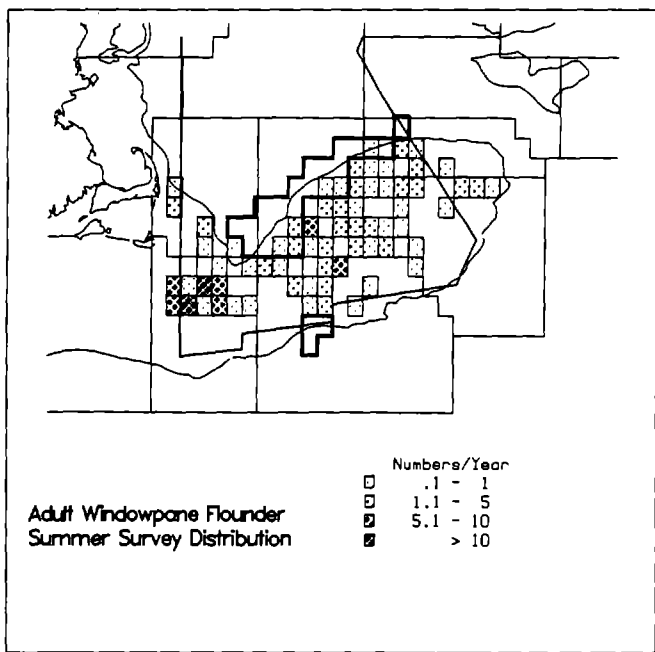 Numbers/Year
.1 - 1
1.1 - 5
5.1 - 10
> 10
Adult Windowpane Flounder
Summer Survey Distribution